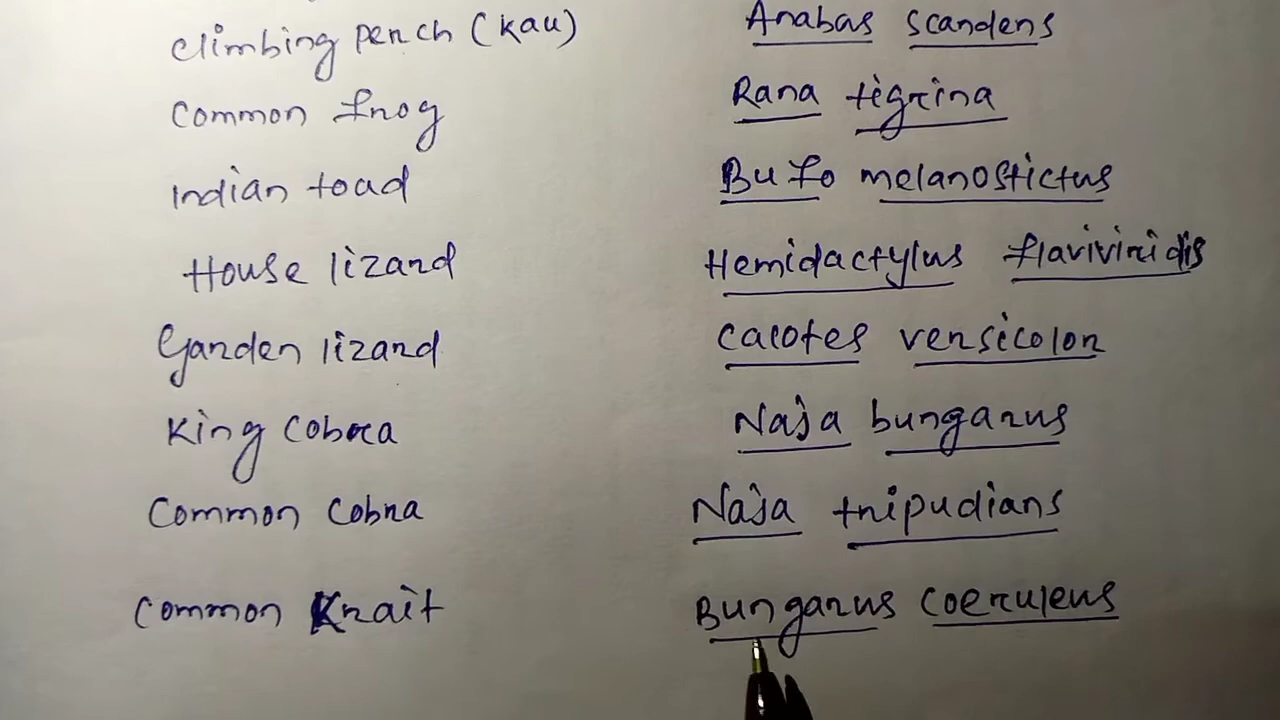 climbing perch (kau) Anabas scandens
Common frog Rana tigrina
Indian toad Bufo melanostictus
House lizard Hemidactylus flaviviridis
Garden lizard Calotes versicolor
King Cobra Naja bungarus
Common Cobra Naja tripudians
Common Krait Bungarus Coeruleus